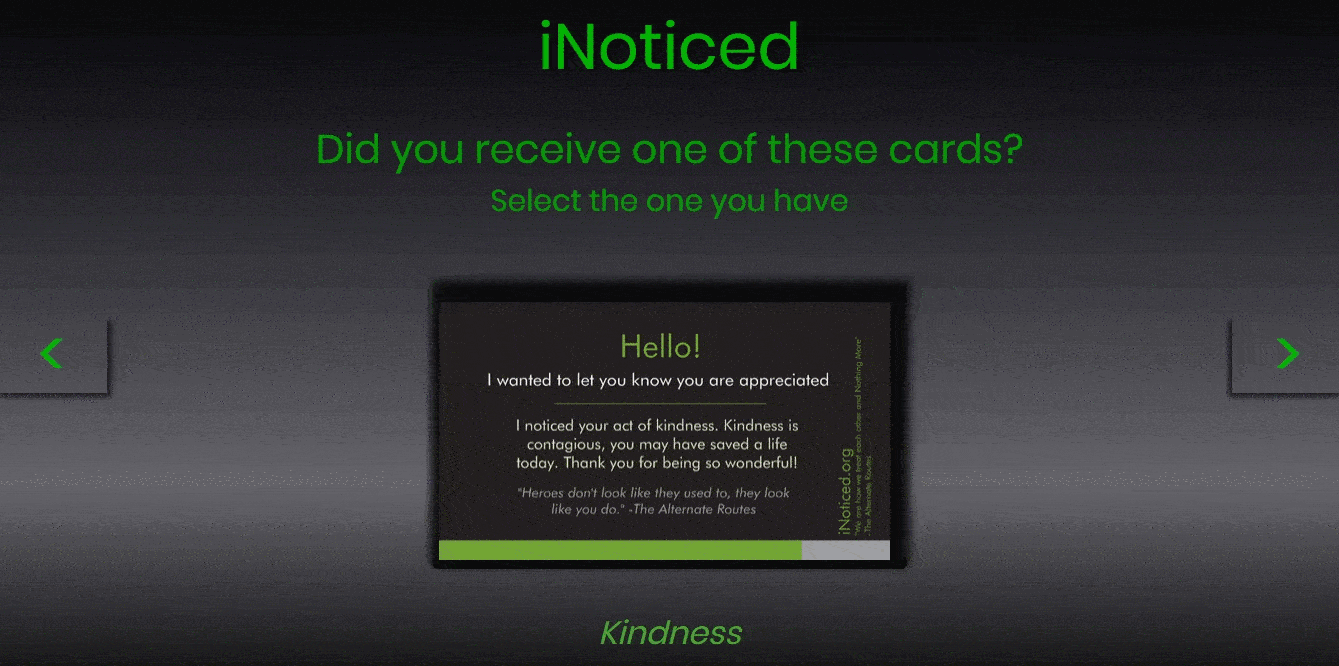 iNoticed
Did you receive one of these cards?
Select the one you have
Hello!
I wanted to let you know you are appreciated
I noticed your act of kindness. Kindness is
contagious, you may have saved a life
today. Thank you for being so wonderful!
"Heroes don't look like they used to, they look
like you do." -The Alternate Routes
iNoticed.org
"We are how we treat each other and Nothing More"
-The Alternate Routes
Kindness